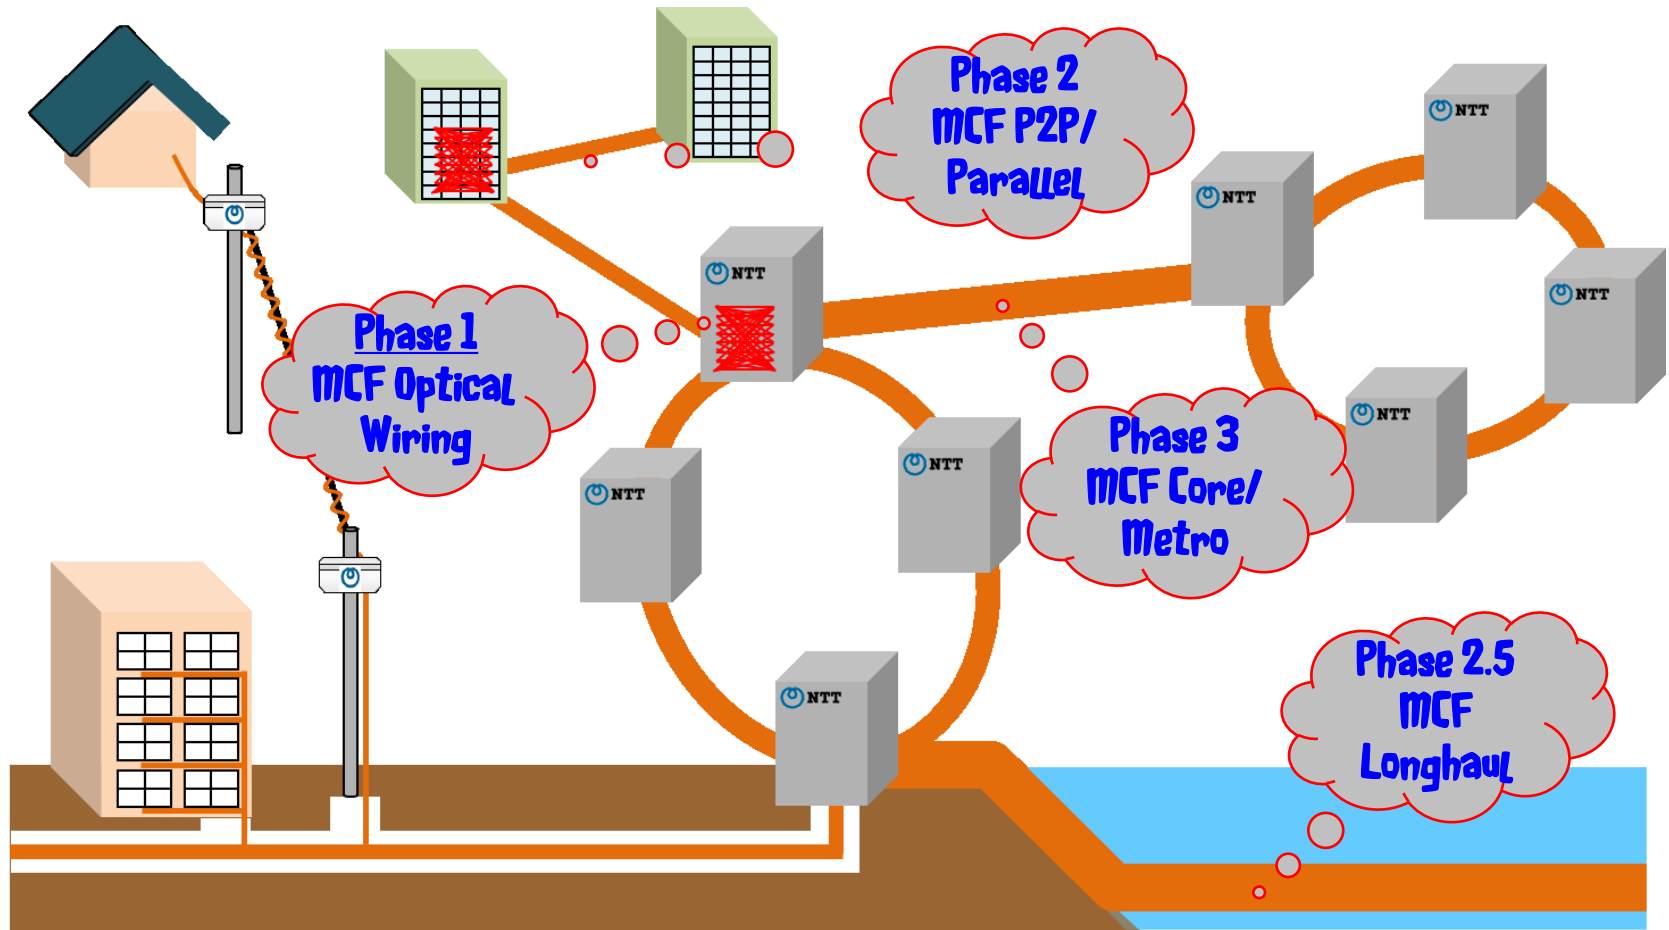 Phase 2
MCF P2P/
Parallel
NTT
NTT
NTT
NTT
Phase 1
MCF Optical
Wiring
NTT
Phase 3
MCF Core/
Metro
NTT
NTT
NTT
Phase 2.5
MCF
Longhaul
NTT